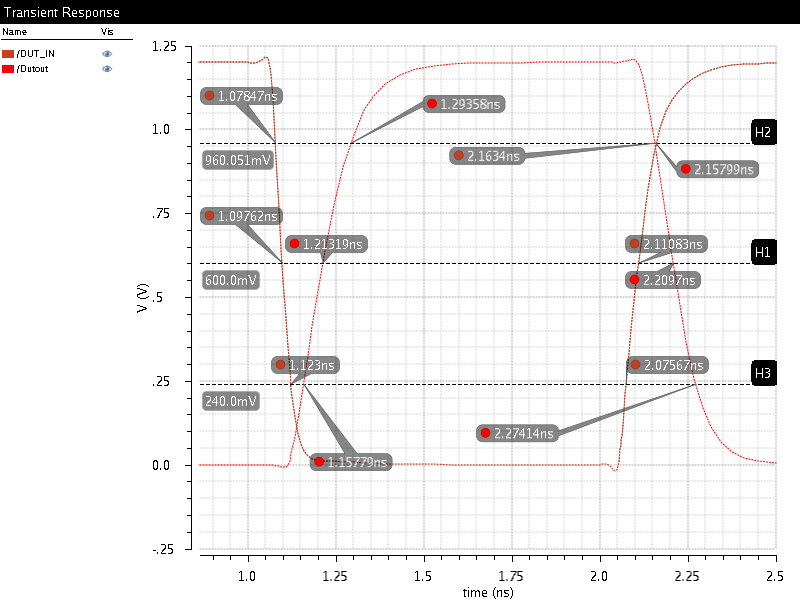 Transient Response
Name Vis
/DUT_IN
/Dutout
1.25
1.0
.75
.5
.25
0.0
-.25
V (V)
1.07847ns
1.29358ns
H2
960.051mV
2.1634ns
2.15799ns
1.09762ns
1.21319ns
2.11083ns
H1
600.0mV
2.2097ns
1.123ns
2.07567ns
H3
240.0mV
2.27414ns
1.15779ns
1.0 1.25 1.5 1.75 2.0 2.25 2.5
time (ns)